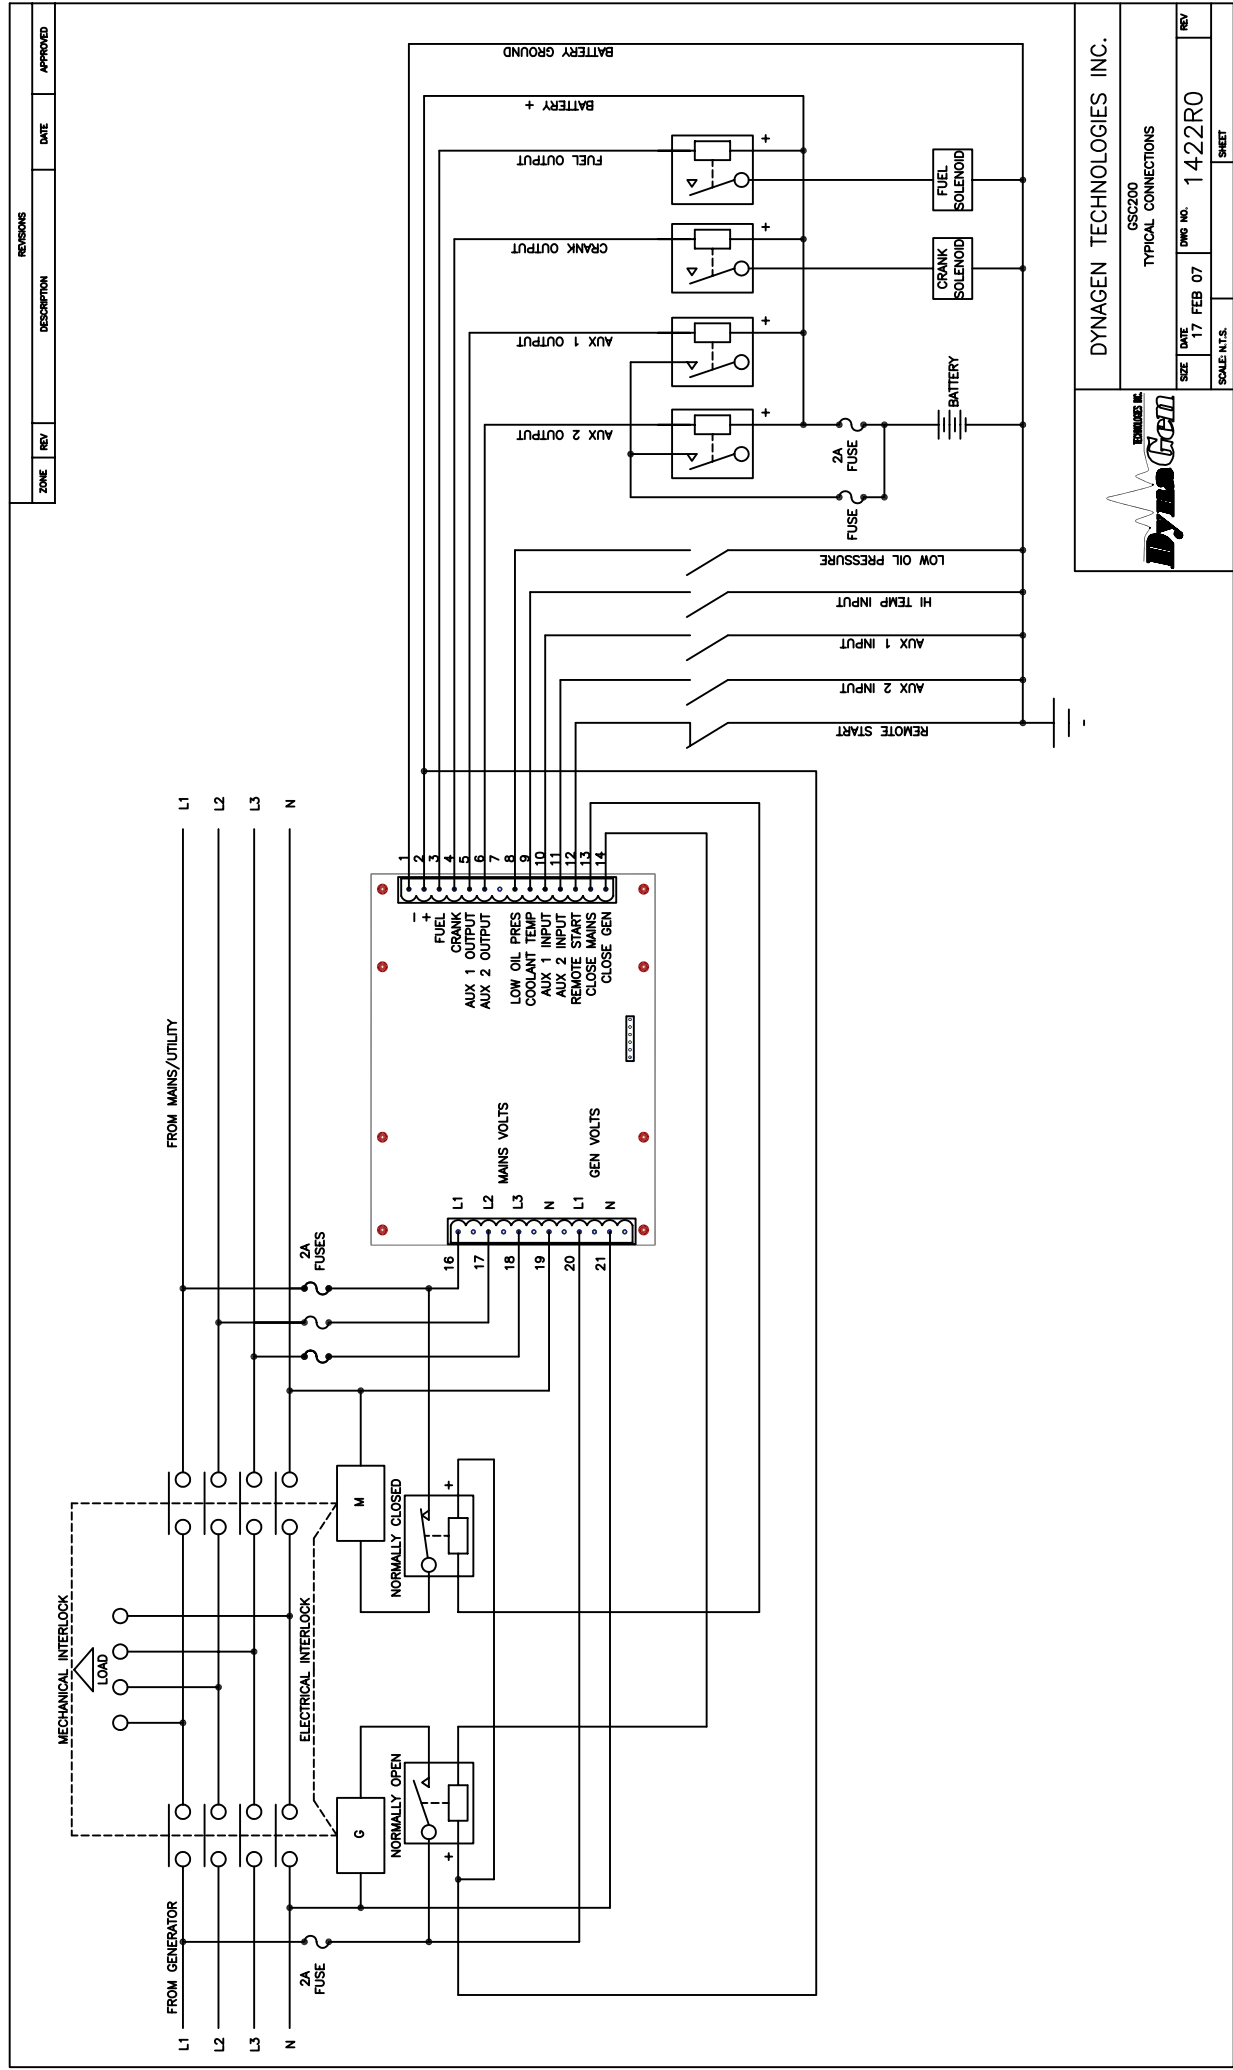 REVISIONS
ZONE
REV
DESCRIPTION
DATE
APPROVED
MECHANICAL INTERLOCK
LOAD
ELECTRICAL INTERLOCK
FROM GENERATOR
L1
L2
L3
N
2A
FUSE
G
NORMALLY OPEN
+
M
NORMALLY CLOSED
+
FROM MAINS/UTILITY
L1
L2
L3
N
2A
FUSES
16
17
18
19
20
21
L1
L2
L3
N
L1
N
MAINS VOLTS
GEN VOLTS
1
2
3
4
5
6
7
8
9
10
11
12
13
14
-
+
FUEL
CRANK
AUX 1 OUTPUT
AUX 2 OUTPUT
LOW OIL PRES
COOLANT TEMP
AUX 1 INPUT
AUX 2 INPUT
REMOTE START
CLOSE MAINS
CLOSE GEN
BATTERY GROUND
BATTERY +
FUEL OUTPUT
+
CRANK OUTPUT
+
AUX 1 OUTPUT
+
AUX 2 OUTPUT
+
FUEL
SOLENOID
CRANK
SOLENOID
BATTERY
2A
FUSE
FUSE
LOW OIL PRESSURE
HI TEMP INPUT
AUX 1 INPUT
AUX 2 INPUT
REMOTE START
TECHNOLOGIES INC.
DynaGen
DYNAGEN TECHNOLOGIES INC.
GSC200
TYPICAL CONNECTIONS
SIZE
DATE
17 FEB 07
DWG NO.
1422R0
REV
SCALE: N.T.S.
SHEET